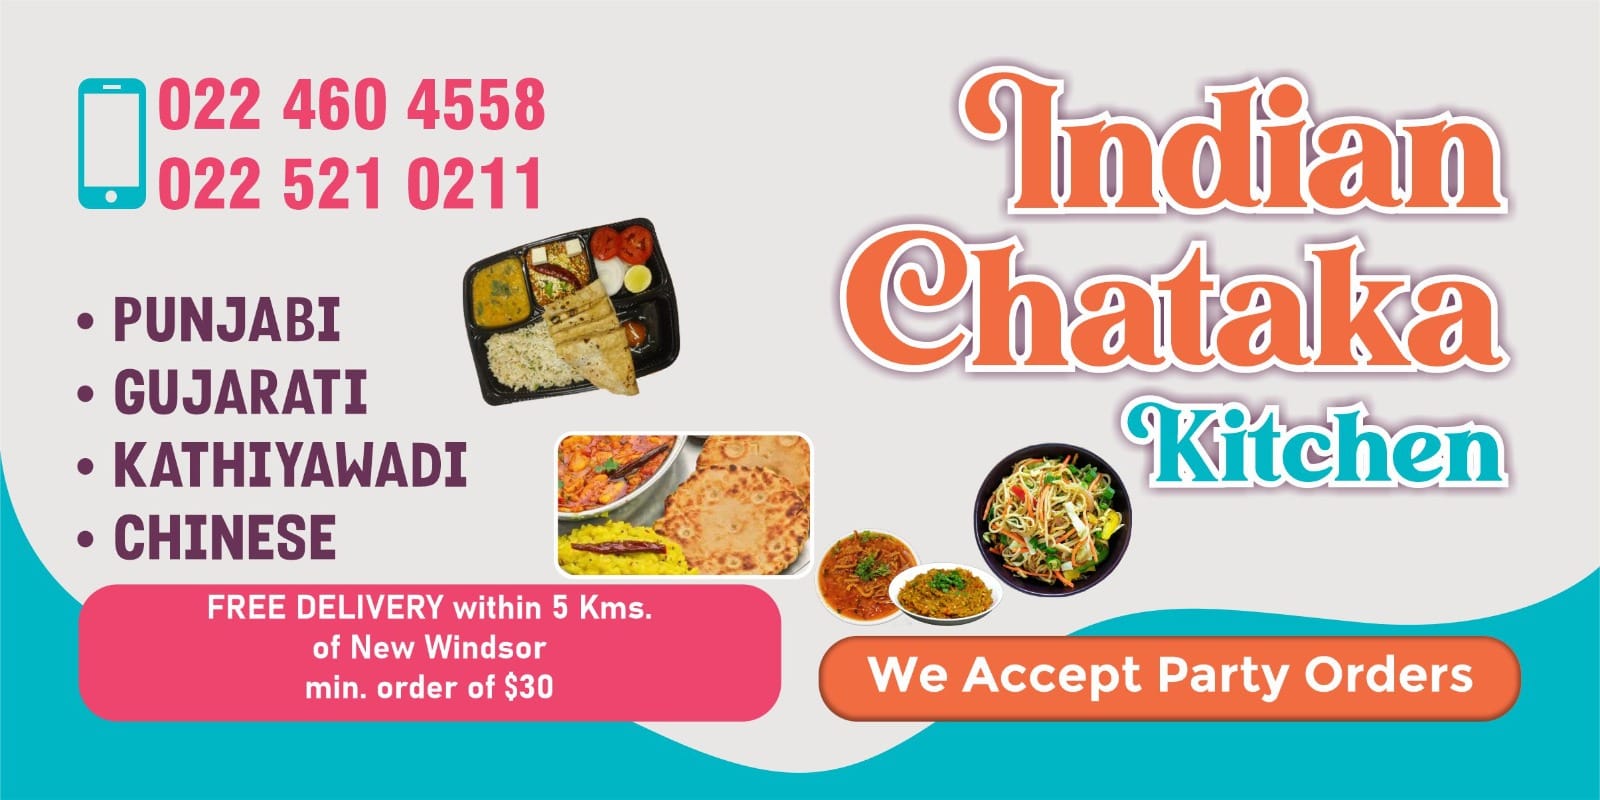 022 460 4558
022 521 0211
• PUNJABI
• GUJARATI
• KATHIYAWADI
• CHINESE
FREE DELIVERY within 5 Kms.
of New Windsor
min. order of $30
Indian
Chataka
Kitchen
We Accept Party Orders